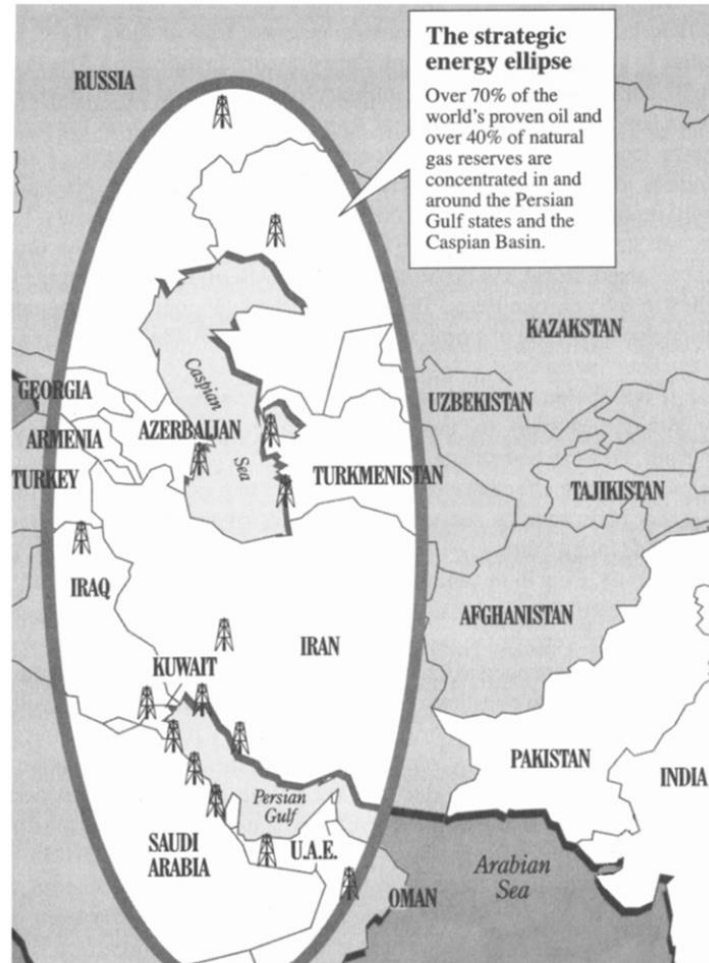 The strategic
energy ellipse
Over 70% of the
world's proven oil and
over 40% of natural
gas reserves are
concentrated in and
around the Persian
Gulf states and the
Caspian Basin.
RUSSIA
KAZAKSTAN
GEORGIA
Caspian
Sea
UZBEKISTAN
ARMENIA
AZERBAIJAN
TURKEY
TURKMENISTAN
TAJIKISTAN
IRAQ
AFGHANISTAN
IRAN
KUWAIT
PAKISTAN
INDIA
Persian
Gulf
SAUDI
ARABIA
U.A.E.
OMAN
Arabian
Sea